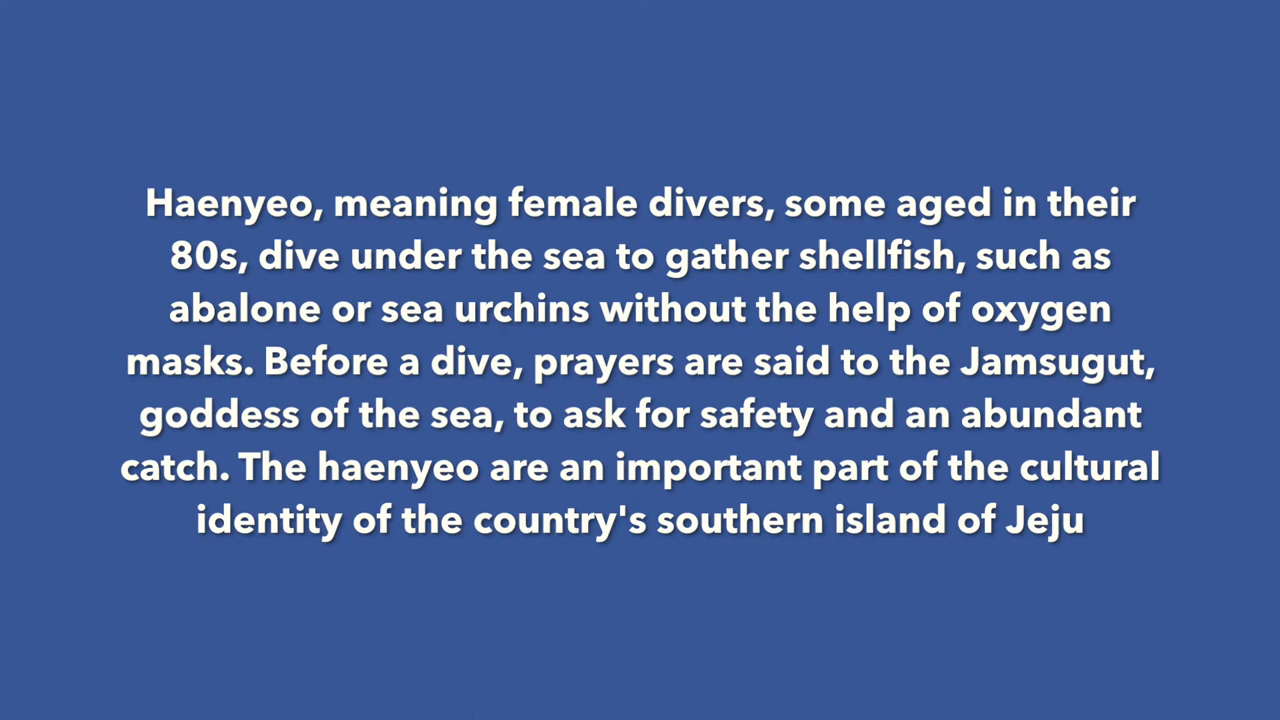 Haenyeo, meaning female divers, some aged in their
80s, dive under the sea to gather shellfish, such as
abalone or sea urchins without the help of oxygen
masks. Before a dive, prayers are said to the Jamsugut,
goddess of the sea, to ask for safety and an abundant
catch. The haenyeo are an important part of the cultural
identity of the country's southern island of Jeju